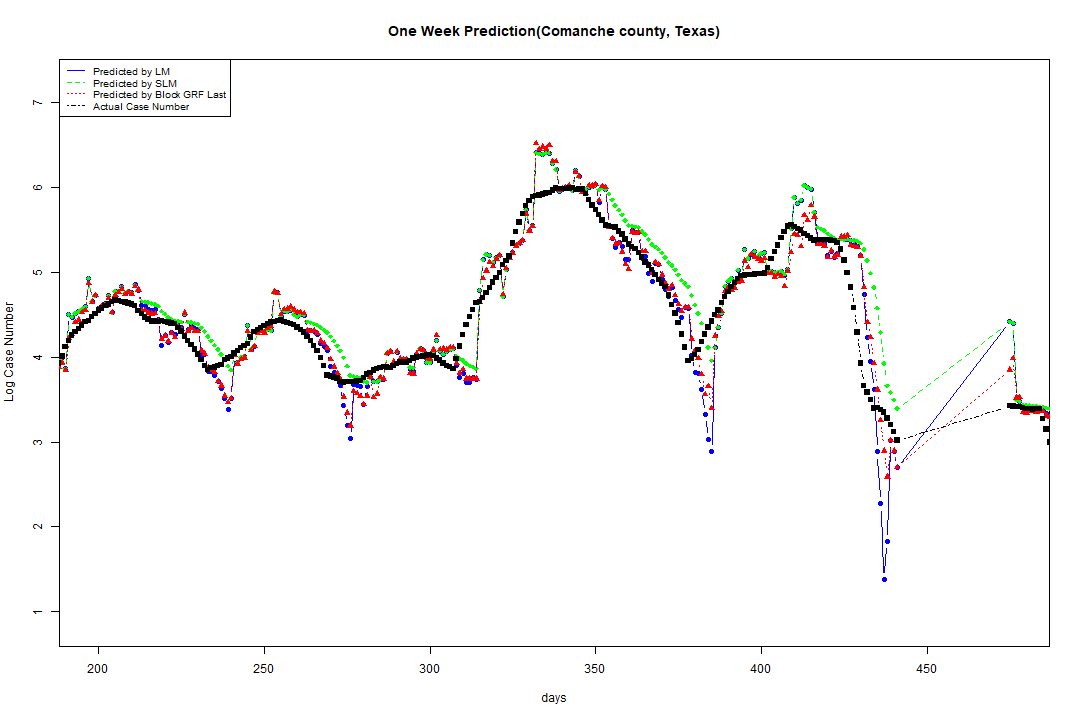 One Week Prediction(Comanche county, Texas)
Predicted by LM
Predicted by SLM
Predicted by Block GRF Last
Actual Case Number
7
6
5
4
3
2
1
Log Case Number
200 250 300 350 400 450
days